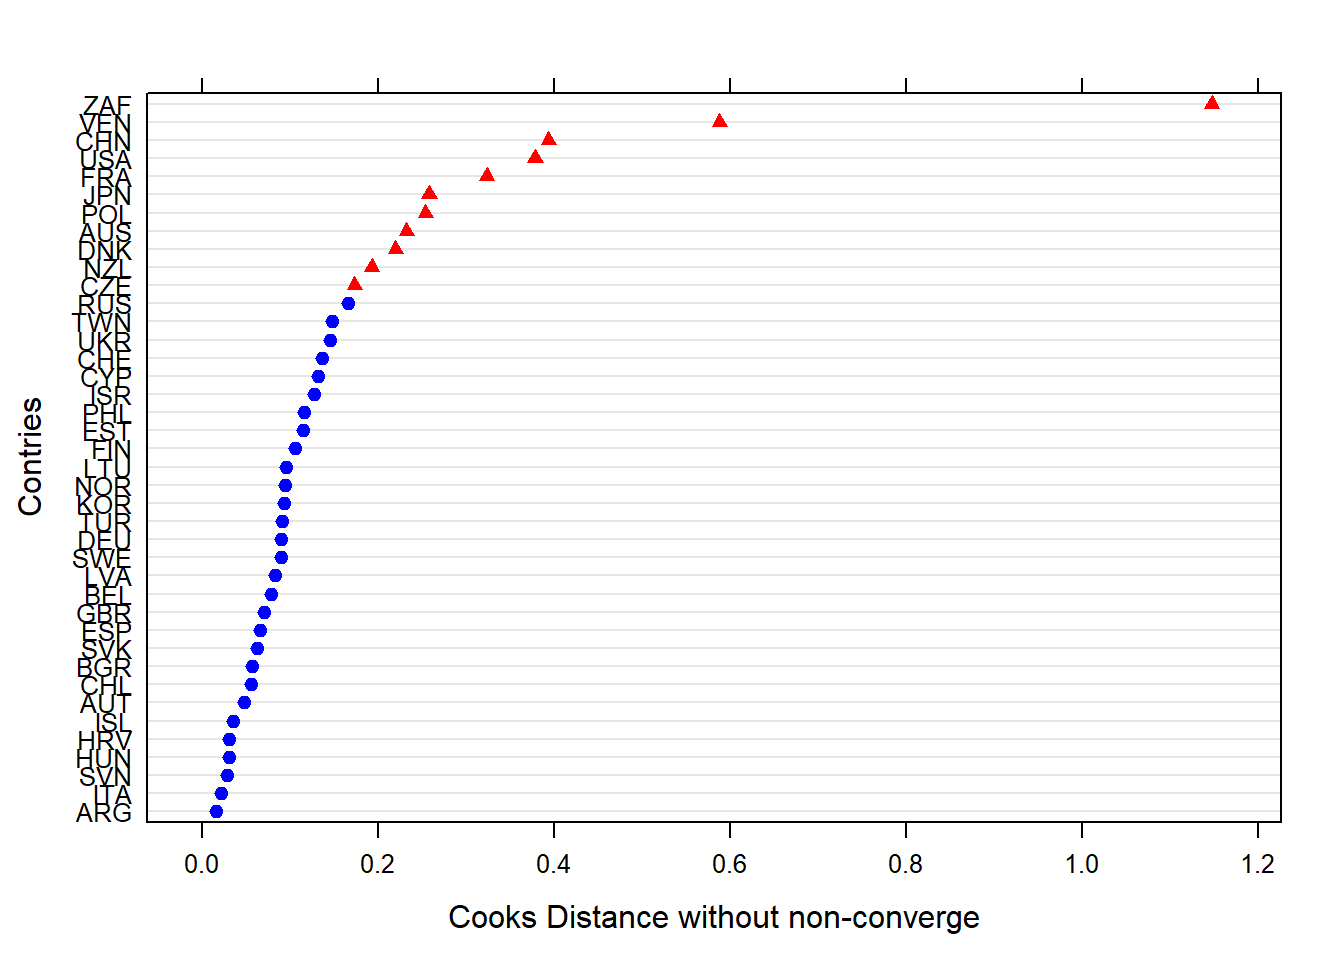 ZAF
VEN
CHN
USA
FRA
JPN
POL
AUS
DNK
NZL
CZE
RUS
TWN
UKR
CHE
CYP
ISR
PHL
EST
FIN
LTU
NOR
KOR
TUR
DEU
SWE
LVA
BEL
GBR
ESP
SVK
BGR
CHL
AUT
ISL
HRV
HUN
SVN
ITA
ARG
Contries
0.0 0.2 0.4 0.6 0.8 1.0 1.2
Cooks Distance without non-converge